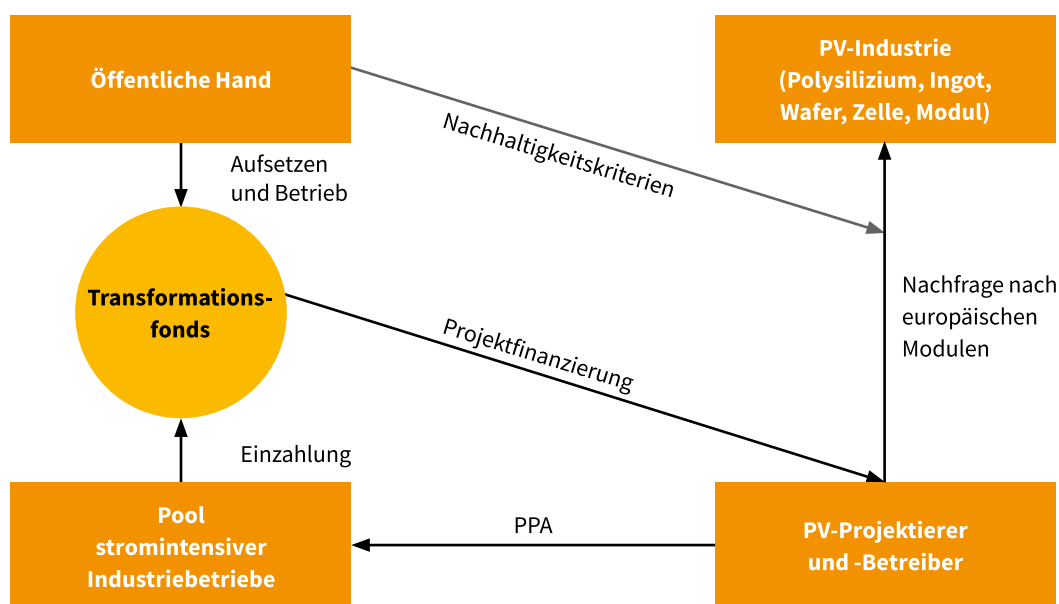 Öffentliche Hand
PV-Industrie
(Polysilizium, Ingot,
Wafer, Zelle, Modul)
Nachhaltigkeitskriterien
Aufsetzen
und Betrieb
Transformations-
fonds
Projektfinanzierung
Nachfrage nach
europäischen
Modulen
Einzahlung
Pool
stromintensiver
Industriebetriebe
PPA
PV-Projektierer
und -Betreiber